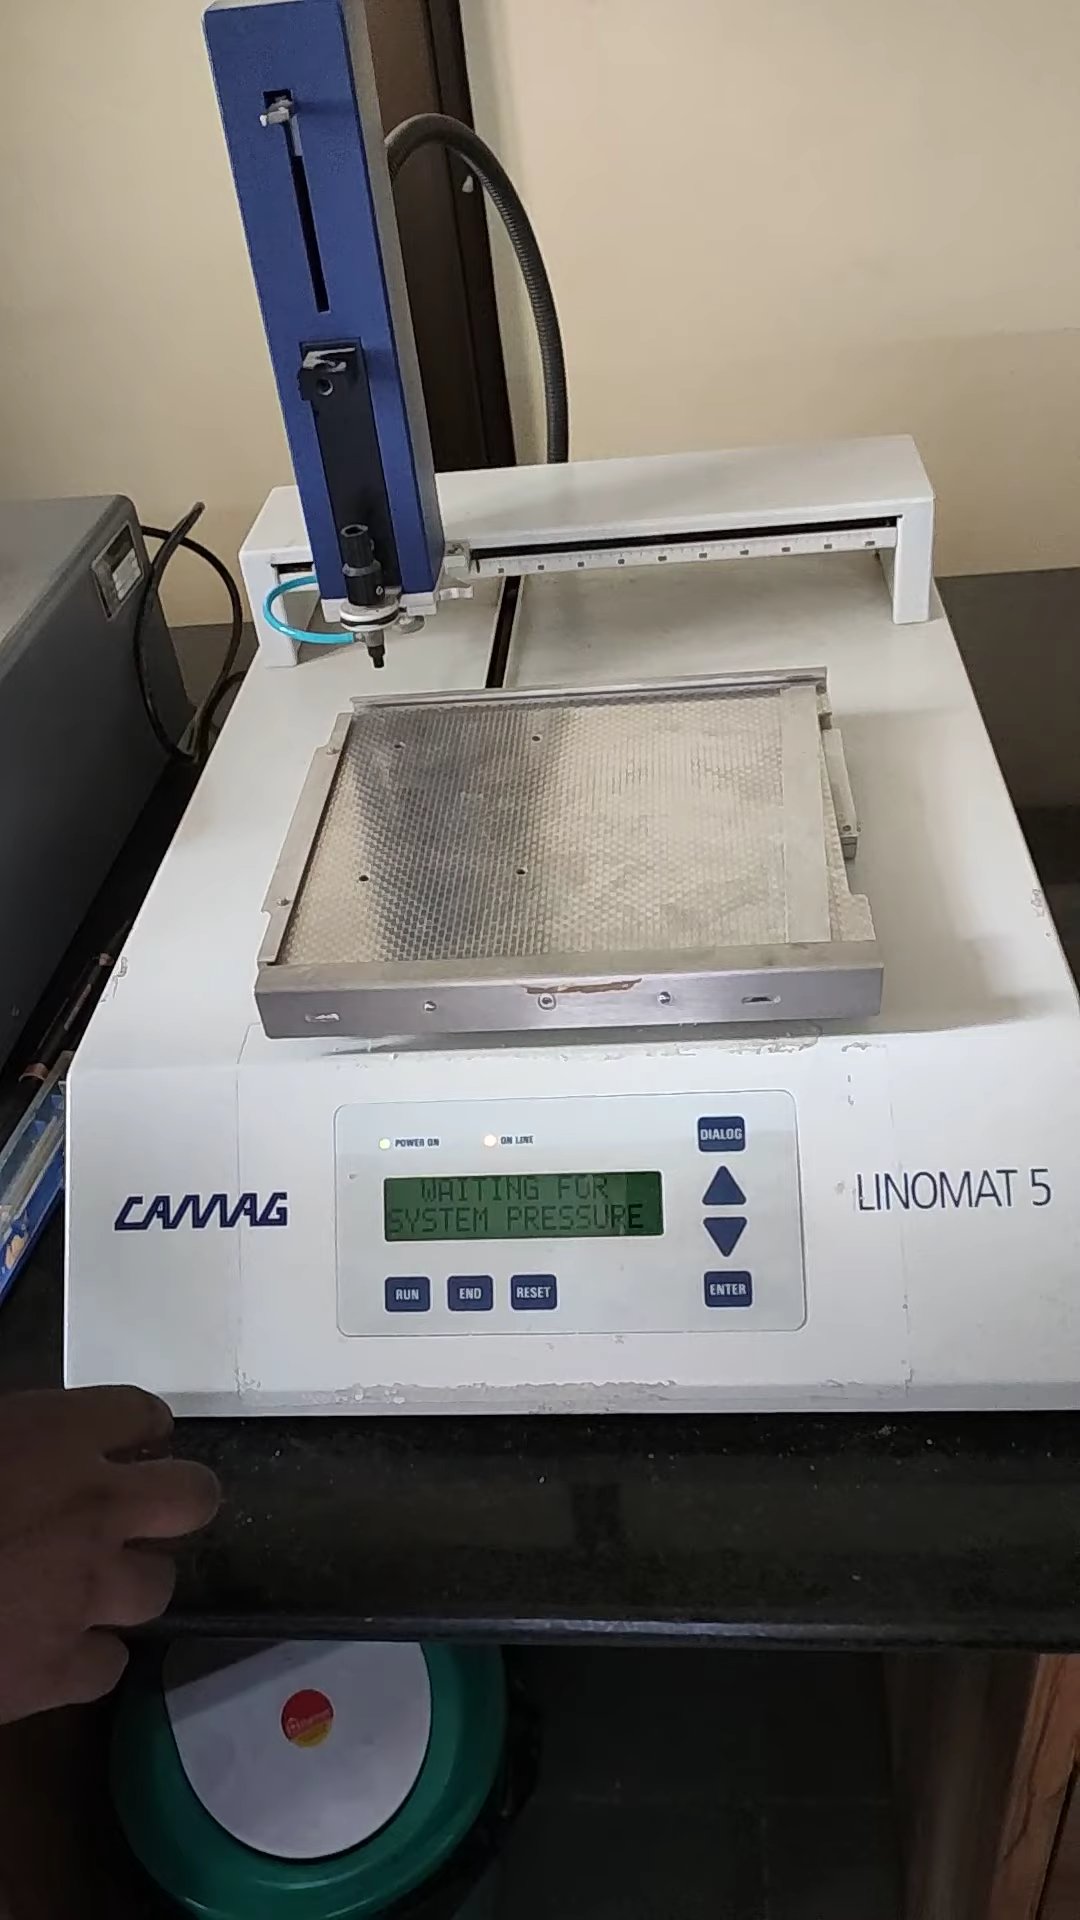 POWER ON
ON LINE
DIALOG
WAITING FOR
SYSTEM PRESSURE
CAMAG
LINOMAT 5
RUN
END
RESET
ENTER